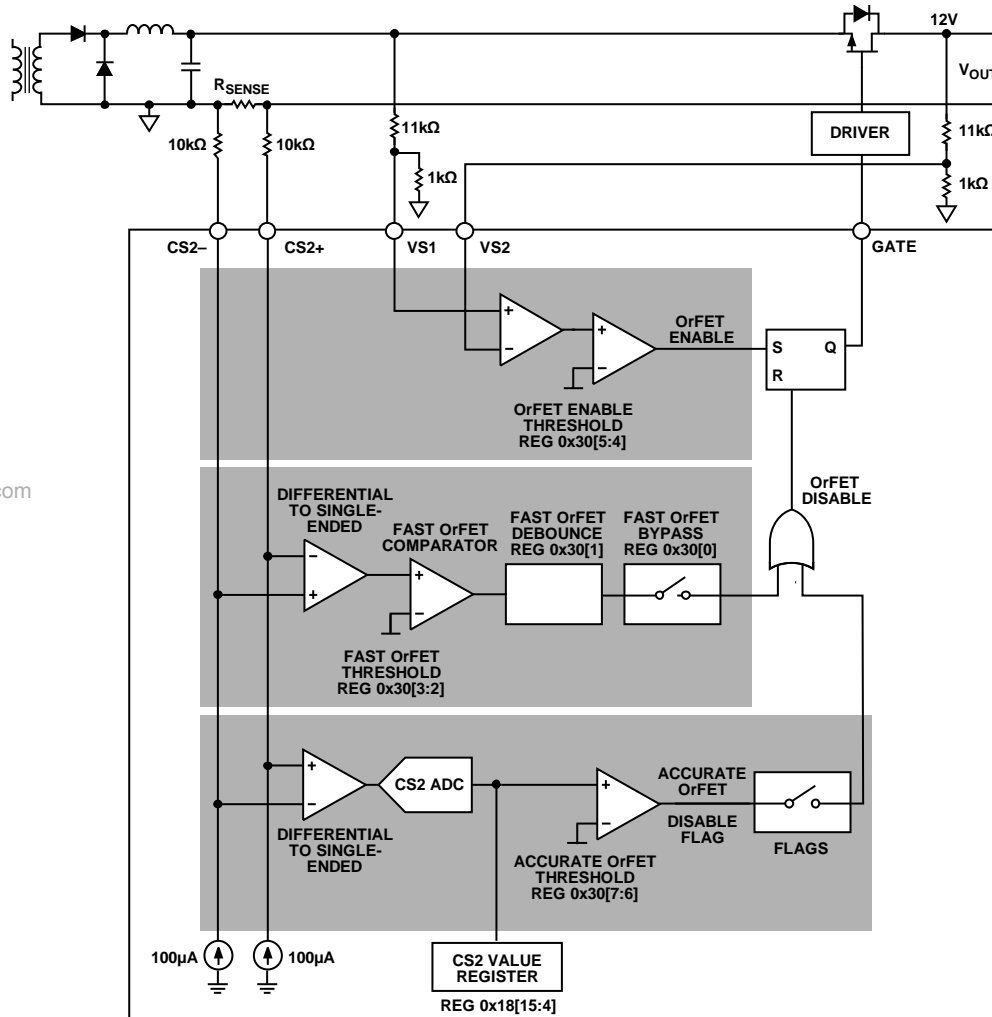 12V
V_OUT
R_SENSE
10kΩ
10kΩ
11kΩ
1kΩ
DRIVER
11kΩ
1kΩ
CS2–
CS2+
VS1
VS2
GATE
+
–
+
–
OrFET
ENABLE
S
Q
R
OrFET ENABLE
THRESHOLD
REG 0x30[5:4]
com
OrFET
DISABLE
DIFFERENTIAL
TO SINGLE-
ENDED
FAST OrFET
COMPARATOR
FAST OrFET
DEBOUNCE
REG 0x30[1]
FAST OrFET
BYPASS
REG 0x30[0]
–
+
+
–
FAST OrFET
THRESHOLD
REG 0x30[3:2]
+
–
CS2 ADC
DIFFERENTIAL
TO SINGLE-
ENDED
+
–
ACCURATE
OrFET
DISABLE
FLAG
FLAGS
ACCURATE OrFET
THRESHOLD
REG 0x30[7:6]
100µA
100µA
CS2 VALUE
REGISTER
REG 0x18[15:4]